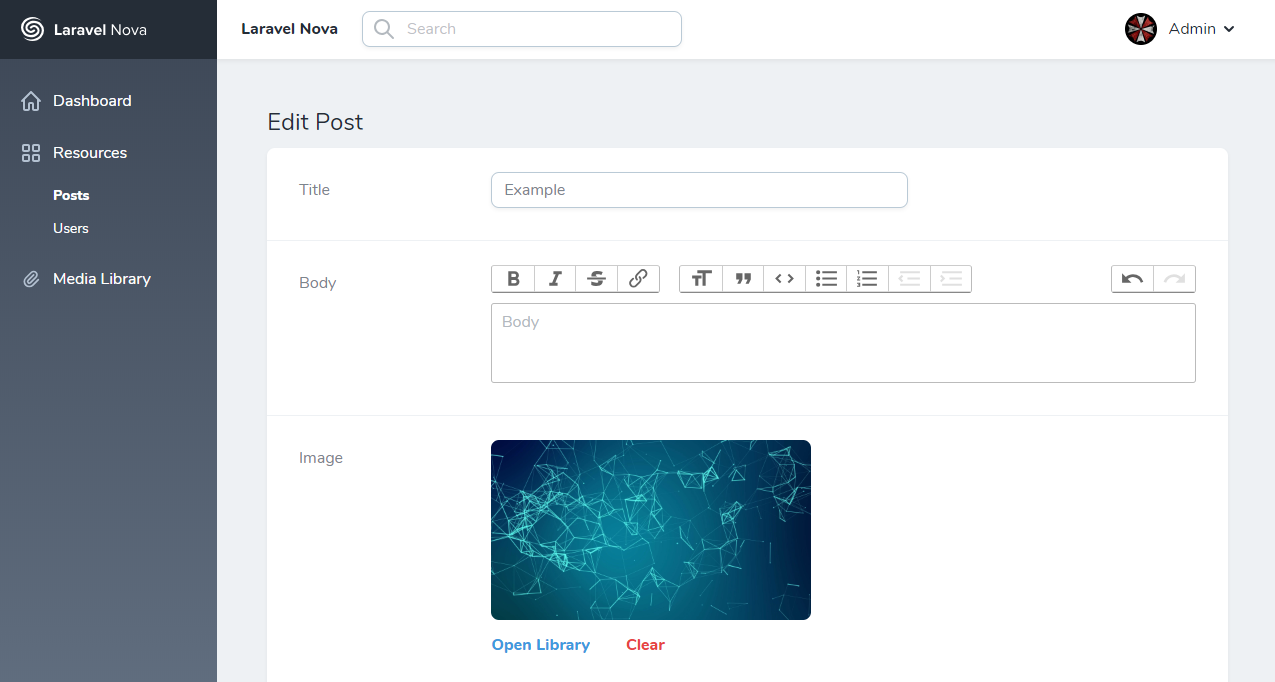 Laravel Nova
Laravel Nova
Search
Admin
Dashboard
Resources
Posts
Users
Media Library
Edit Post
Title
Example
Body
Body
Image
Open Library
Clear